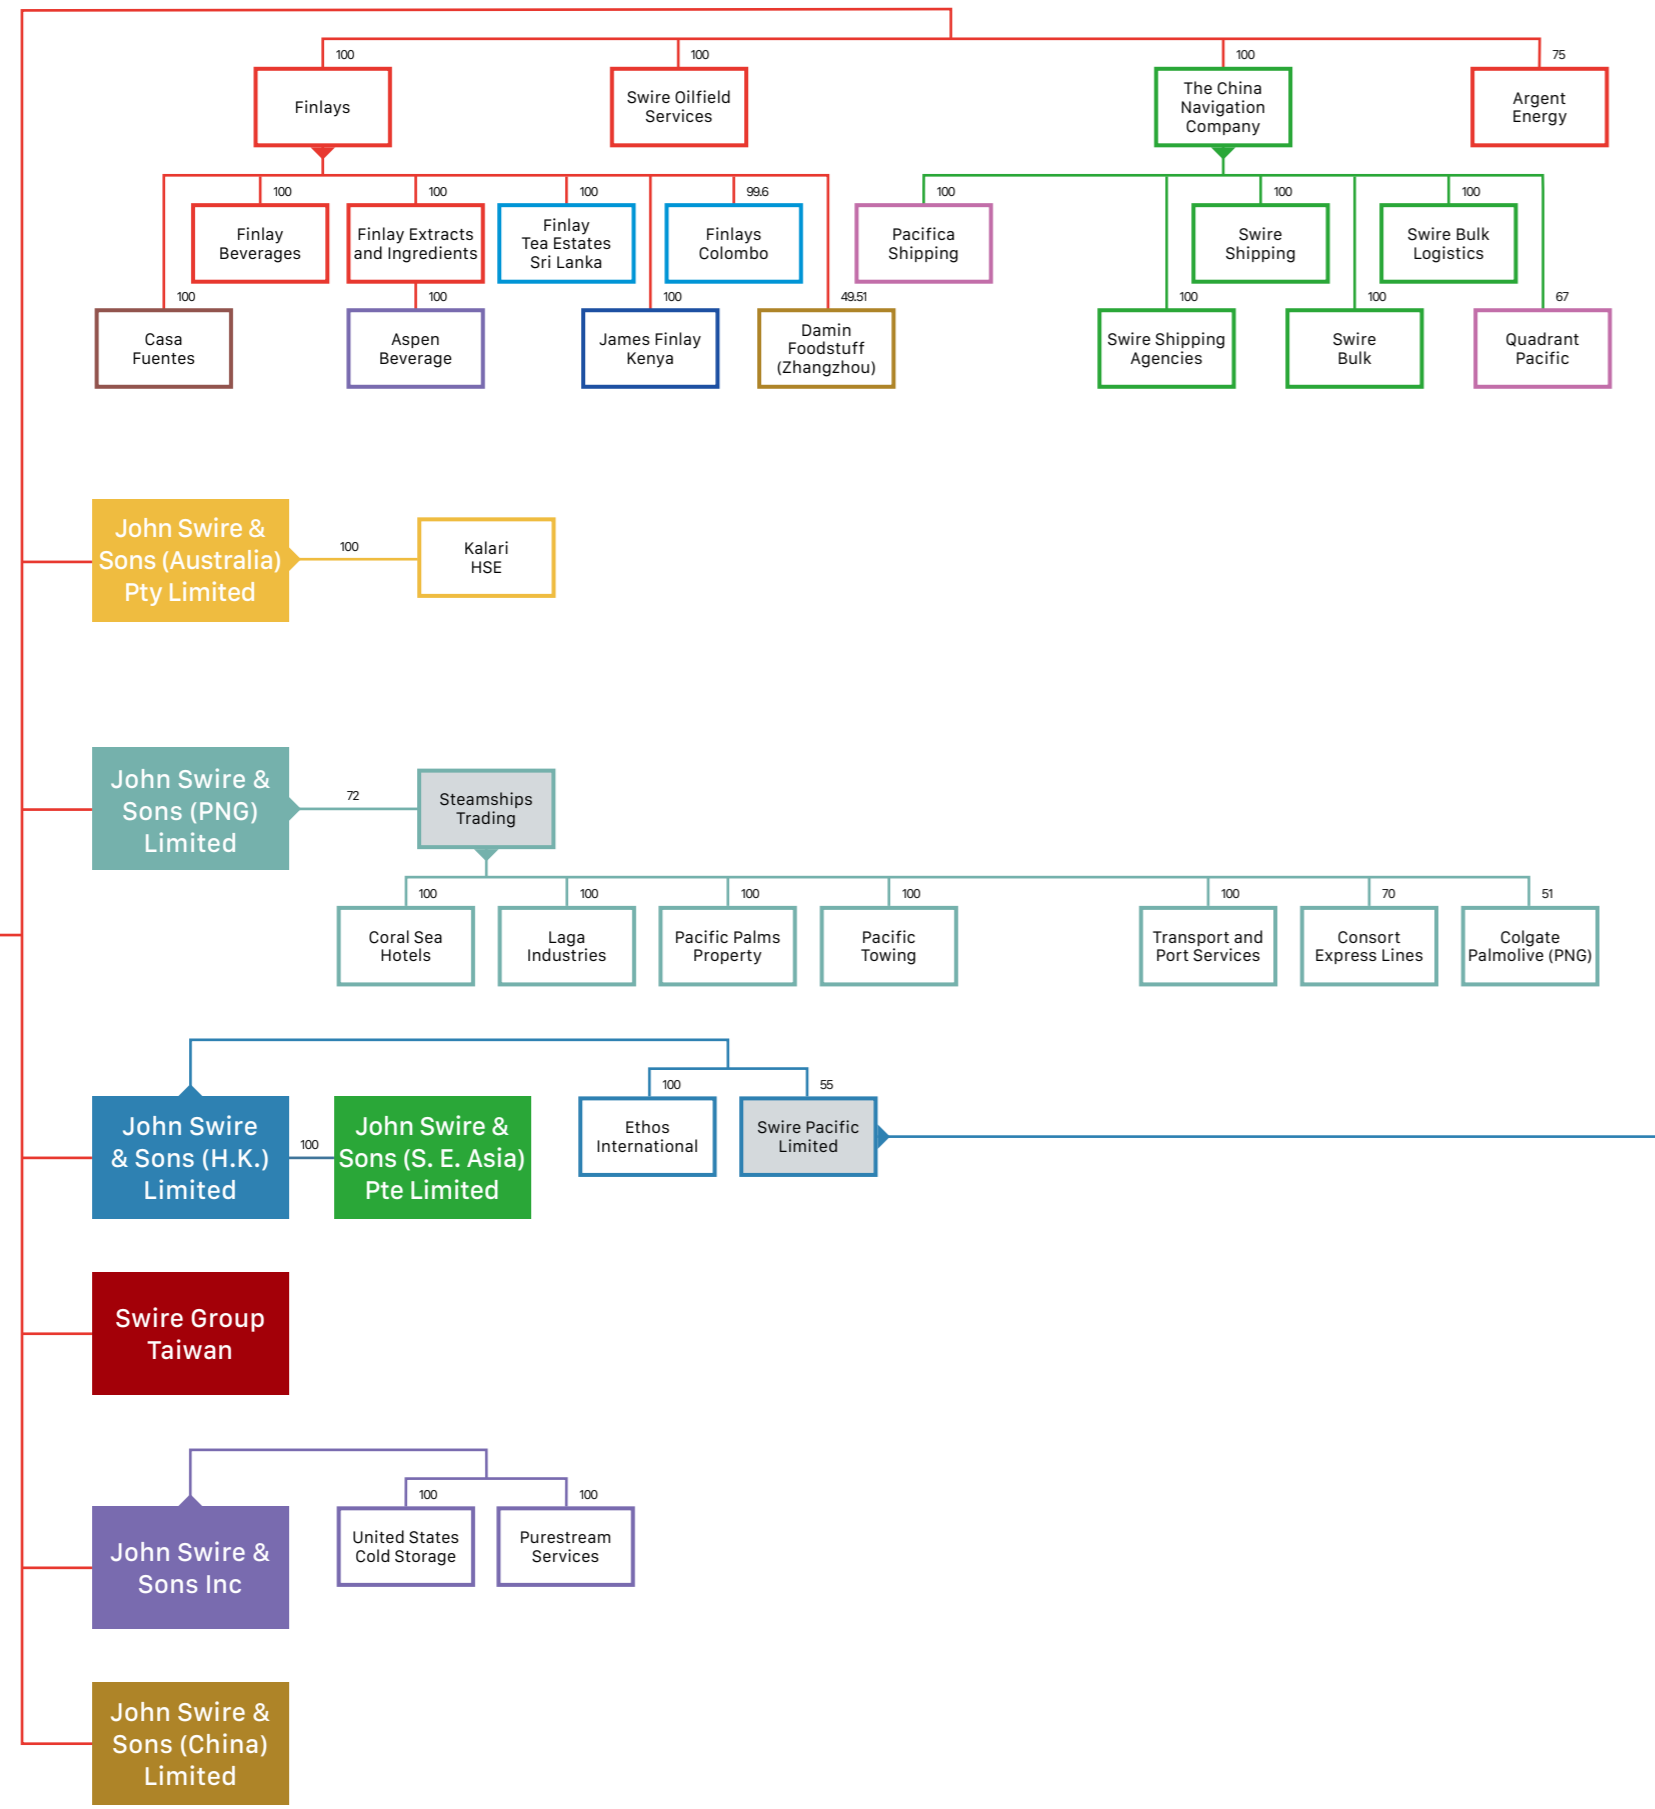 100
100
100
75
Finlays
Swire Oilfield
Services
The China
Navigation
Company
Argent
Energy
100
100
100
99.6
100
100
100
Finlay
Beverages
Finlay Extracts
and Ingredients
Finlay
Tea Estates
Sri Lanka
Finlays
Colombo
Pacifica
Shipping
Swire
Shipping
Swire Bulk
Logistics
100
100
100
49.51
100
100
67
Casa
Fuentes
Aspen
Beverage
James Finlay
Kenya
Damin
Foodstuff
(Zhangzhou)
Swire Shipping
Agencies
Swire
Bulk
Quadrant
Pacific
John Swire &
Sons (Australia)
Pty Limited
100
Kalari
HSE
John Swire &
Sons (PNG)
Limited
72
Steamships
Trading
100
100
100
100
100
70
51
Coral Sea
Hotels
Laga
Industries
Pacific Palms
Property
Pacific
Towing
Transport and
Port Services
Consort
Express Lines
Colgate
Palmolive (PNG)
John Swire
& Sons (H.K.)
Limited
100
John Swire &
Sons (S. E. Asia)
Pte Limited
100
55
Ethos
International
Swire Pacific
Limited
Swire Group
Taiwan
John Swire &
Sons Inc
100
100
United States
Cold Storage
Purestream
Services
John Swire &
Sons (China)
Limited